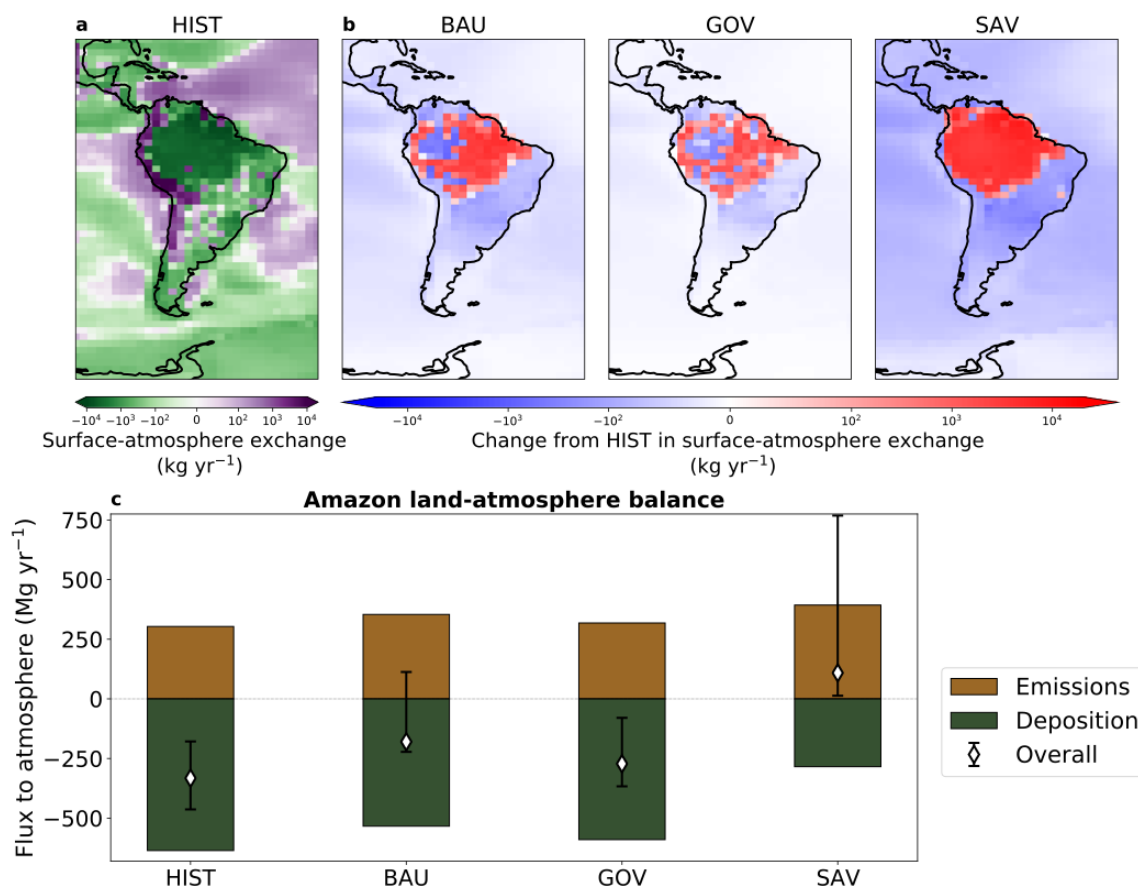 a HIST b BAU GOV SAV
−10⁴ −10³ −10² 0 10² 10³ 10⁴
Surface-atmosphere exchange
(kg yr⁻¹)
−10⁴ −10³ −10² 0 10² 10³ 10⁴
Change from HIST in surface-atmosphere exchange
(kg yr⁻¹)
c Amazon land-atmosphere balance
Flux to atmosphere (Mg yr⁻¹)
750
500
250
0
−250
−500
HIST BAU GOV SAV
Emissions
Deposition
Overall